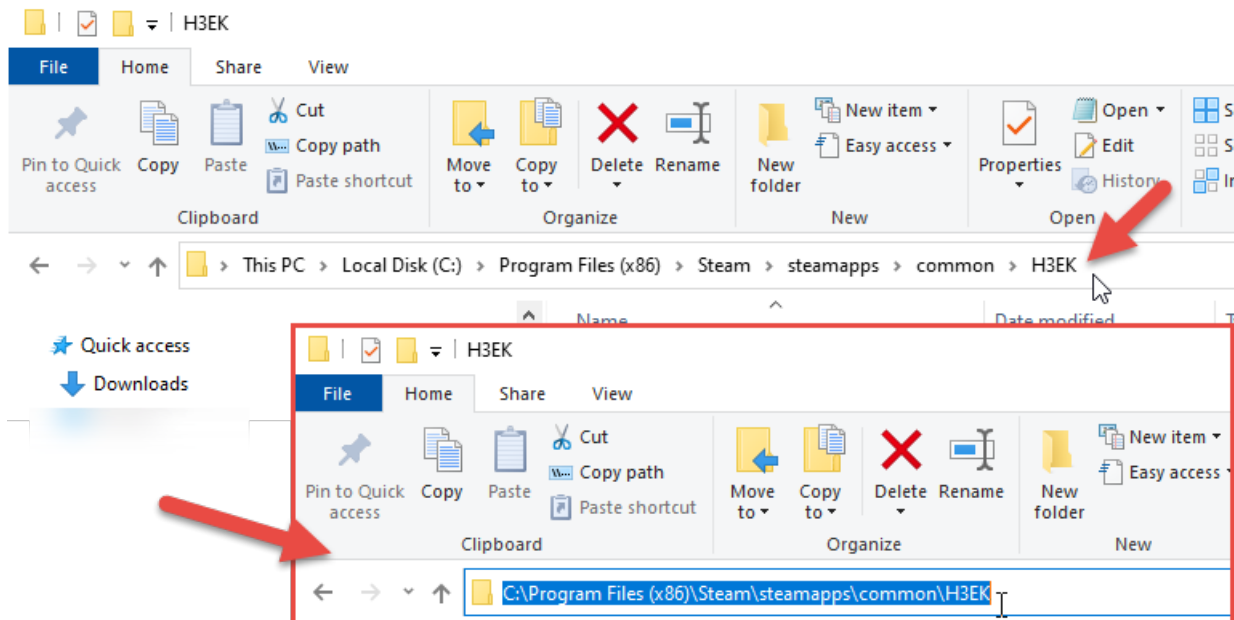 H3EK
File Home Share View
Cut
Copy path
Paste shortcut
Pin to Quick access
Copy
Paste
Clipboard
Move to
Copy to
Delete
Rename
Organize
New item
Easy access
New folder
New
Open
Edit
History
Properties
Open
This PC > Local Disk (C:) > Program Files (x86) > Steam > steamapps > common > H3EK
Name
Date modified
Quick access
Downloads
H3EK
File Home Share View
Cut
Copy path
Paste shortcut
Pin to Quick access
Copy
Paste
Clipboard
Move to
Copy to
Delete
Rename
Organize
New item
Easy access
New folder
New
C:\Program Files (x86)\Steam\steamapps\common\H3EK